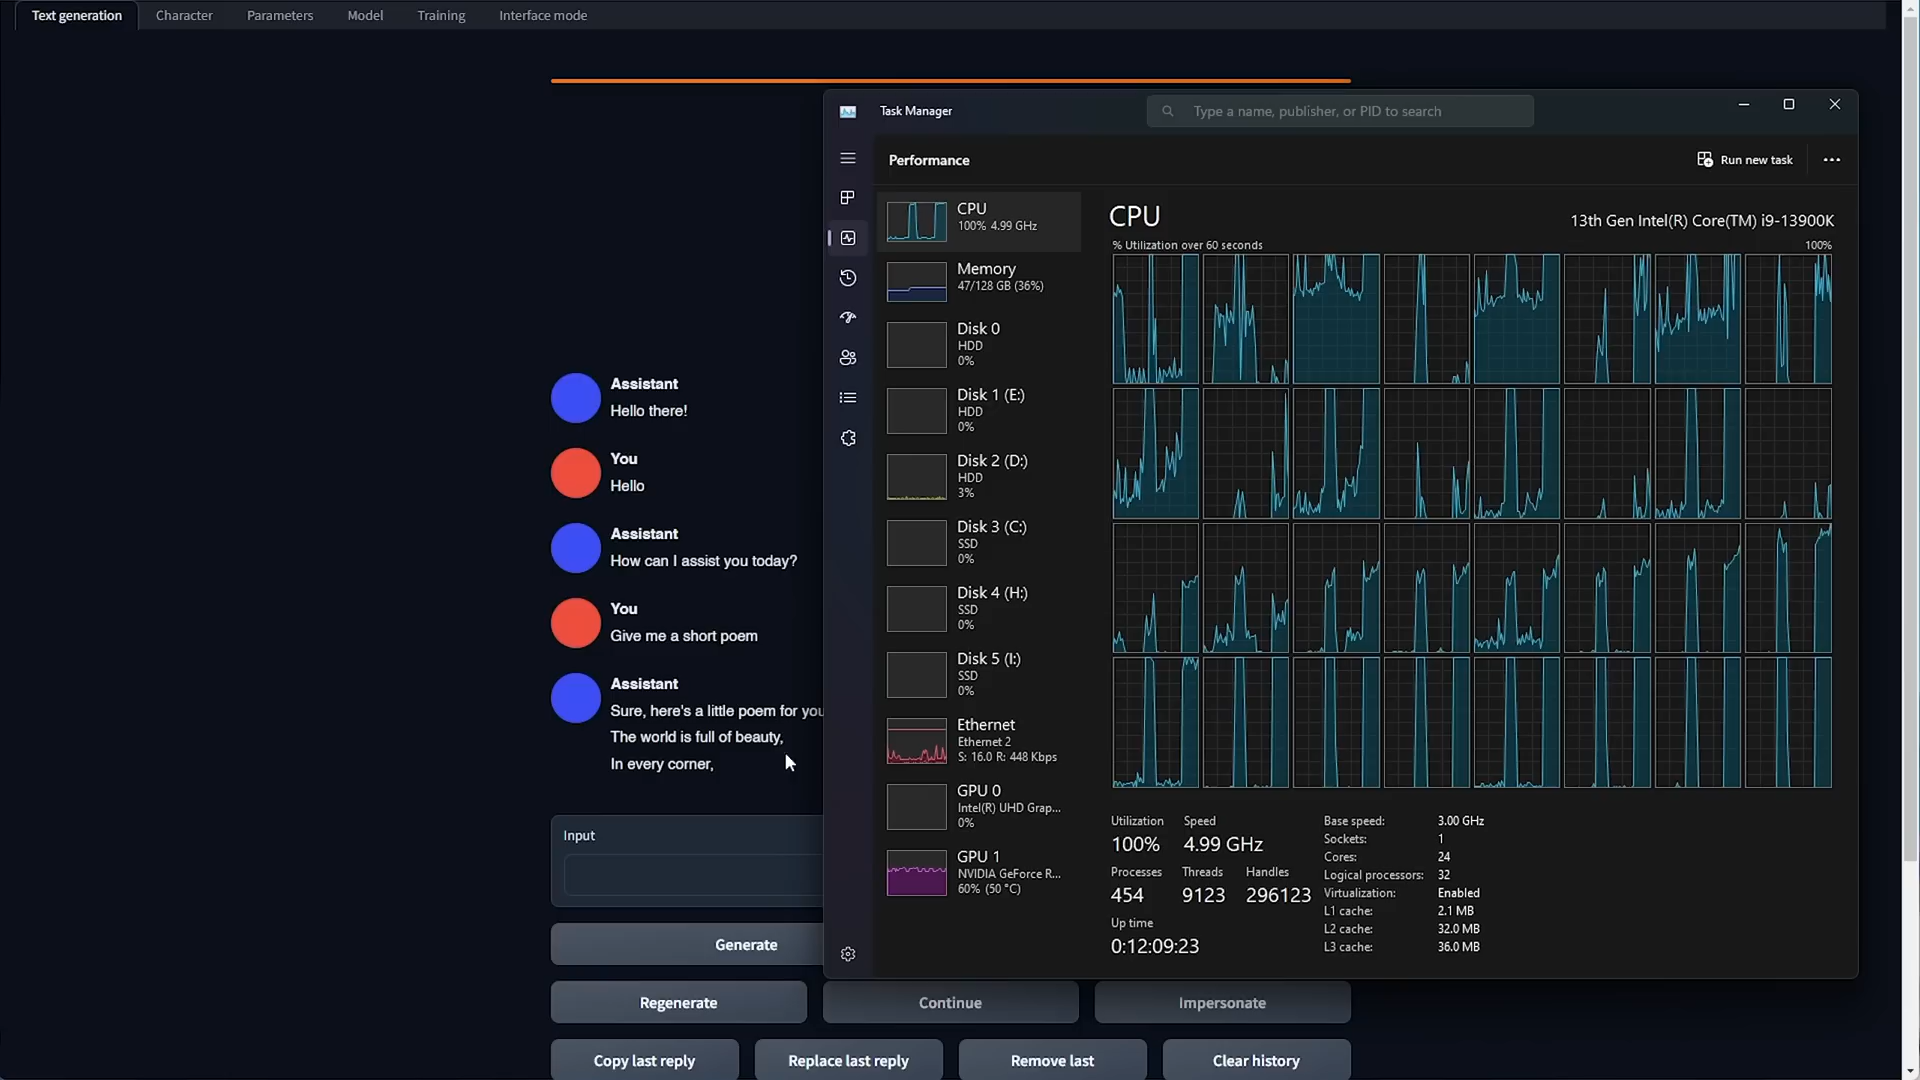 Text generation
Character
Parameters
Model
Training
Interface mode
Assistant
Hello there!
You
Hello
Assistant
How can I assist you today?
You
Give me a short poem
Assistant
Sure, here's a little poem for you
The world is full of beauty,
In every corner,
Input
Generate
Regenerate
Continue
Impersonate
Copy last reply
Replace last reply
Remove last
Clear history
Task Manager
Type a name, publisher, or PID to search
Performance
Run new task
CPU
100% 4.99 GHz
Memory
47/128 GB (36%)
Disk 0
HDD
0%
Disk 1 (E:)
HDD
0%
Disk 2 (D:)
HDD
3%
Disk 3 (C:)
SSD
0%
Disk 4 (H:)
SSD
0%
Disk 5 (I:)
SSD
0%
Ethernet
Ethernet 2
S: 16.0 R: 448 Kbps
GPU 0
Intel(R) UHD Grap...
0%
GPU 1
NVIDIA GeForce R...
60% (50 °C)
CPU
13th Gen Intel(R) Core(TM) i9-13900K
% Utilization over 60 seconds
100%
Utilization
Speed
100%
4.99 GHz
Processes
Threads
Handles
454
9123
296123
Up time
0:12:09:23
Base speed: 3.00 GHz
Sockets: 1
Cores: 24
Logical processors: 32
Virtualization: Enabled
L1 cache: 2.1 MB
L2 cache: 32.0 MB
L3 cache: 36.0 MB